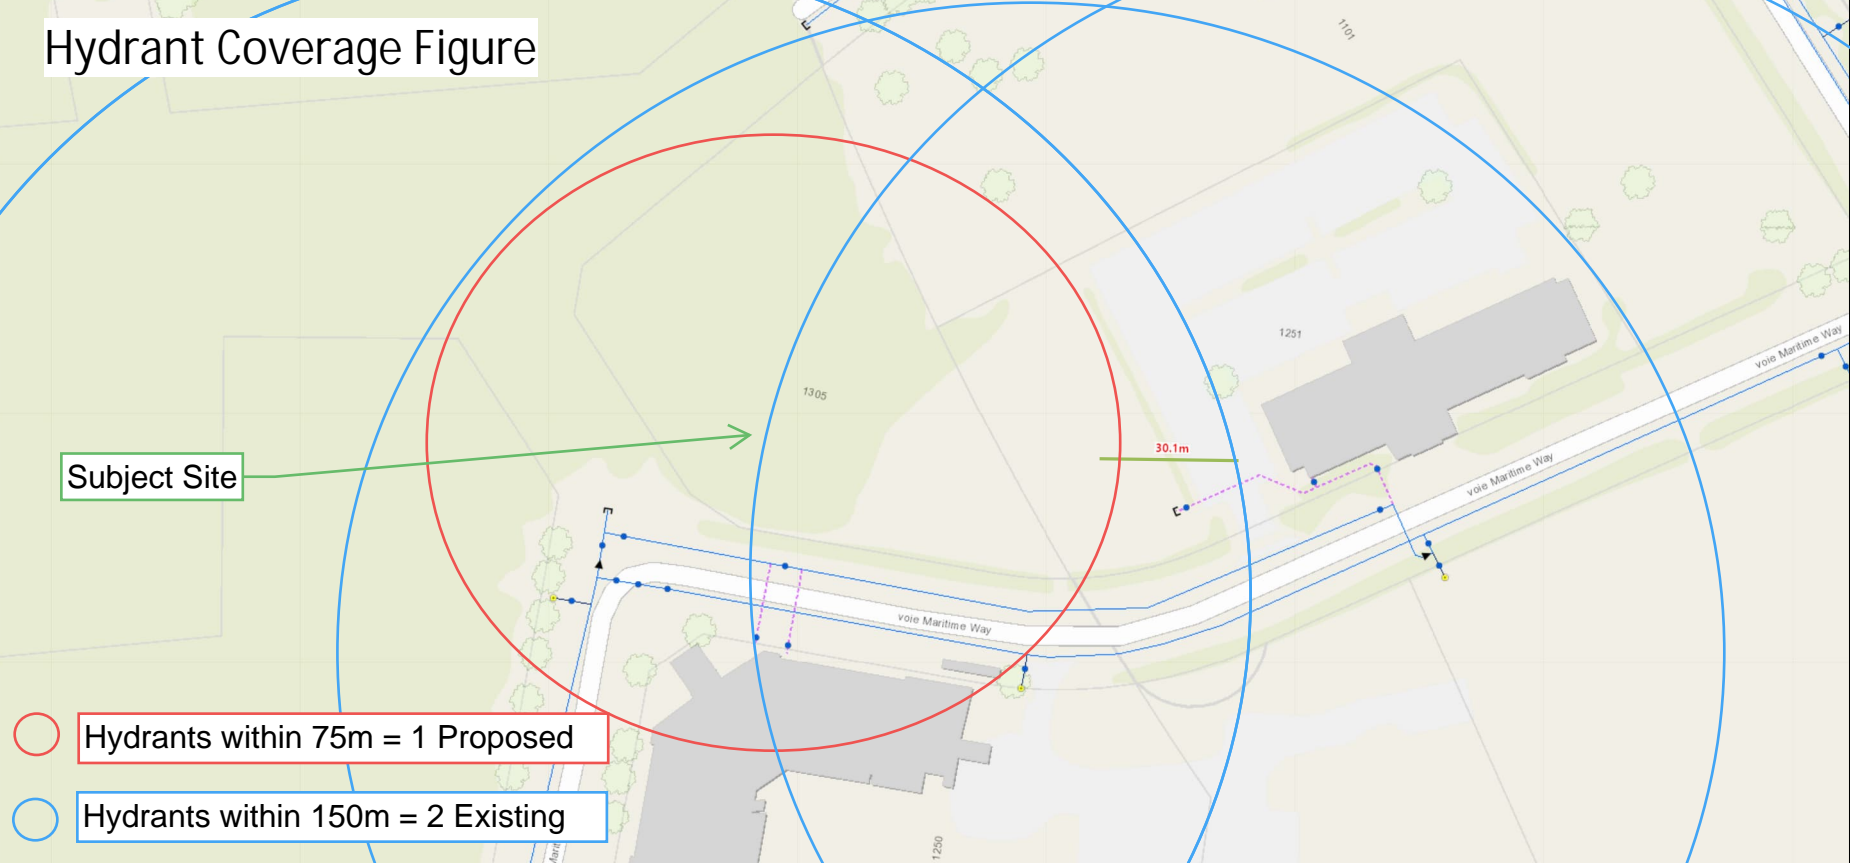 Hydrant Coverage Figure
1101
1251
voie Maritime Way
1305
30.1m
voie Maritime Way
Subject Site
voie Maritime Way
Hydrants within 75m = 1 Proposed
Hydrants within 150m = 2 Existing
1250